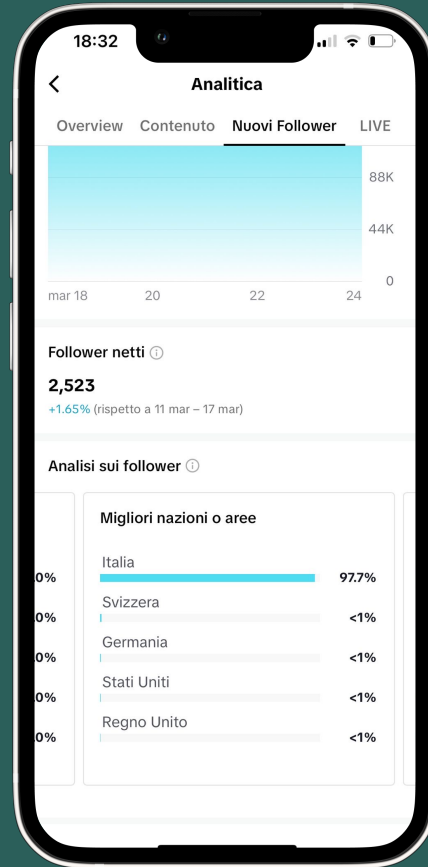 18:32
Analitica
Overview Contenuto Nuovi Follower LIVE
88K
44K
0
mar 18 20 22 24
Follower netti
2,523
+1.65% (rispetto a 11 mar – 17 mar)
Analisi sui follower
Migliori nazioni o aree
Italia
0% 97.7%
Svizzera
0% <1%
Germania
0% <1%
Stati Uniti
0% <1%
Regno Unito
0% <1%